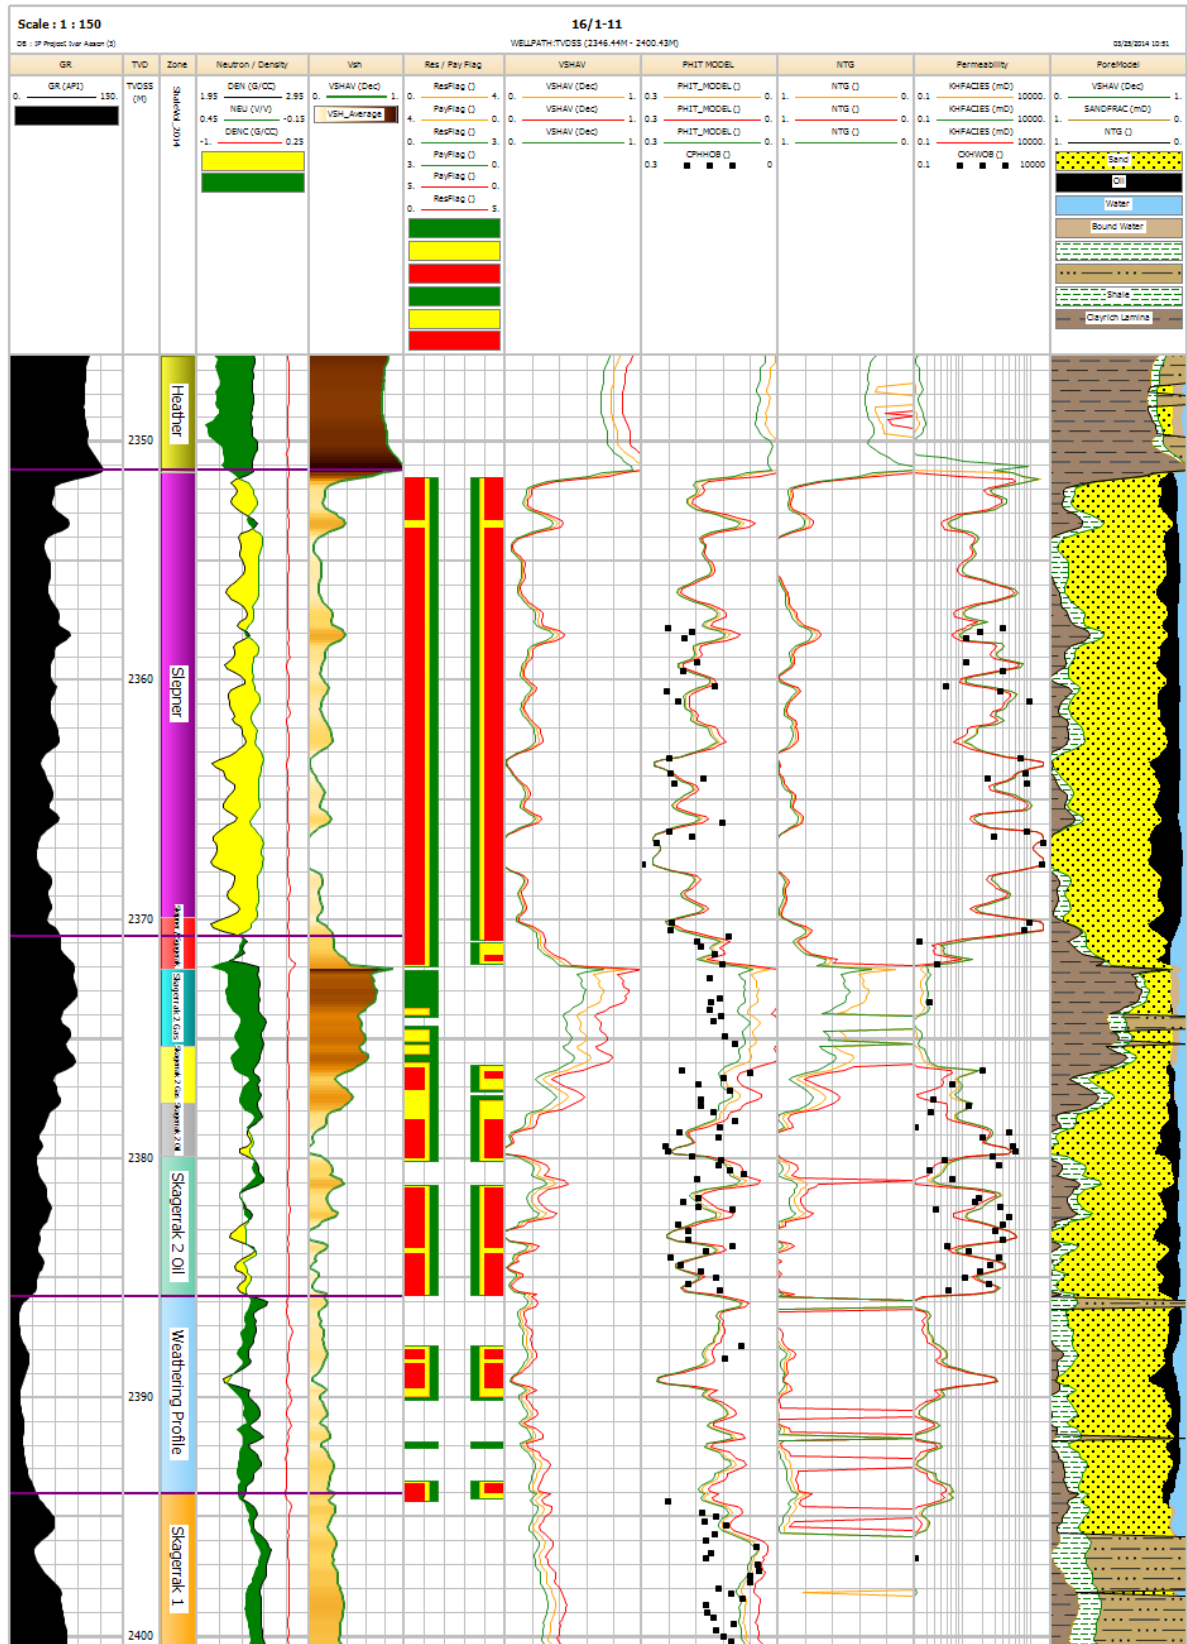 Scale : 1 : 150
16/1-11
DB : IP Project Ivar Aasen (3)
WELLPATH:TVDSS (2346.44M - 2400.43M)
03/25/2014 10:51
GR TVD Zone Neutron / Density Vsh Res / Pay Flag VSHAV PHIT MODEL NTG Permeability PoreModel
GR (API)
0. 150.
TVDSS
(M)
ShaleVol_2014
DEN (G/CC)
1.95 2.95
NEU (V/V)
0.45 -0.15
DENC (G/CC)
-1. 0.25
VSHAV (Dec)
0. 1.
VSH_Average
ResFlag ()
0. 4.
PayFlag ()
4. 0.
ResFlag ()
0. 3.
PayFlag ()
3. 0.
PayFlag ()
5. 0.
ResFlag ()
0. 5.
VSHAV (Dec)
0. 1.
VSHAV (Dec)
0. 1.
VSHAV (Dec)
0. 1.
PHIT_MODEL ()
0.3 0.
PHIT_MODEL ()
0.3 0.
PHIT_MODEL ()
0.3 0.
CPHHOB ()
0.3 0
NTG ()
1. 0.
NTG ()
1. 0.
NTG ()
1. 0.
KHFACIES (mD)
0.1 10000.
KHFACIES (mD)
0.1 10000.
KHFACIES (mD)
0.1 10000.
CKHWOB ()
0.1 10000
VSHAV (Dec)
0. 1.
SANDFRAC (mD)
1. 0.
NTG ()
1. 0.
Sand
Oil
Water
Bound Water
Shale
Clayrich Lamina
Heather
2350
Slepner
2360
2370
Skagerrak 2 Gas
Skagerrak 2 Gas
Skagerrak 2 Oil
2380
Skagerrak 2 Oil
Weathering Profile
2390
Skagerrak 1
2400